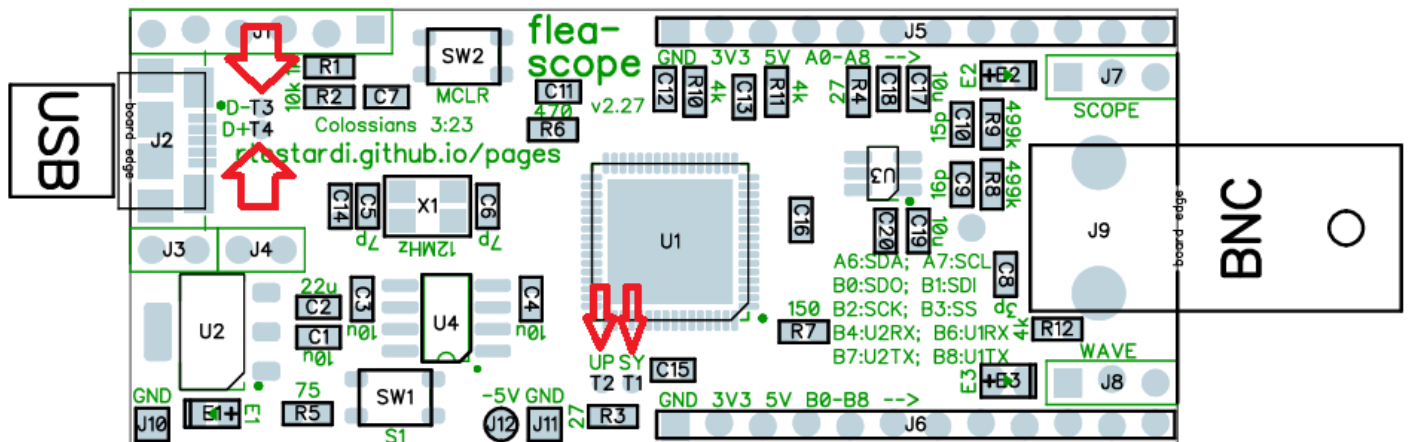 J1
flea-
scope
v2.27
J5
GND 3V3 5V A0-A8 -->
SW2
MCLR
R1
10k
R2
C7
C11
470
R6
C12
R10
4k
C13
R11
4k
27
R4
C18
C17
10n
E2
+E2
J7
SCOPE
USB
board edge
J2
D-T3
D+T4
Colossians 3:23
rtestardi.github.io/pages
15p
C10
R9
499k
16p
C9
R8
499k
U3
C14
C5
7p
X1
12MHz
C6
7p
U1
C16
C20
C19
10u
J9
board edge
BNC
J3
J4
A6:SDA; A7:SCL
B0:SDO; B1:SDI
B2:SCK; B3:SS
B4:U2RX; B6:U1RX
B7:U2TX; B8:U1TX
C8
3p
4k
R12
U2
22u
C2
C1
10u
C3
10u
U4
C4
10u
150
R7
UP SY
T2 T1
C15
WAVE
J8
E3
+E3
GND
J10
E1+
E1
75
R5
SW1
S1
-5V GND
J12
J11
27
R3
GND 3V3 5V B0-B8 -->
J6